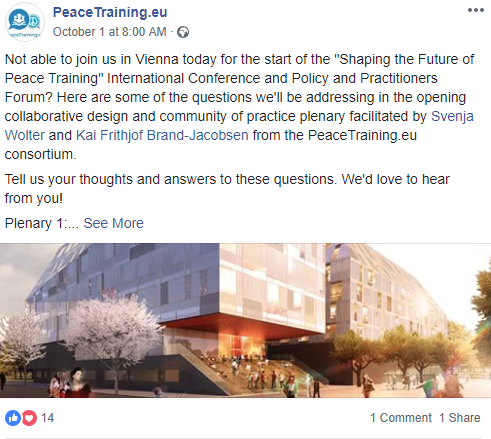 PeaceTraining.eu
October 1 at 8:00 AM ·
Not able to join us in Vienna today for the start of the "Shaping the Future of
Peace Training" International Conference and Policy and Practitioners
Forum? Here are some of the questions we'll be addressing in the opening
collaborative design and community of practice plenary facilitated by Svenja
Wolter and Kai Frithjof Brand-Jacobsen from the PeaceTraining.eu
consortium.
Tell us your thoughts and answers to these questions. We'd love to hear
from you!
Plenary 1:... See More
14
1 Comment 1 Share